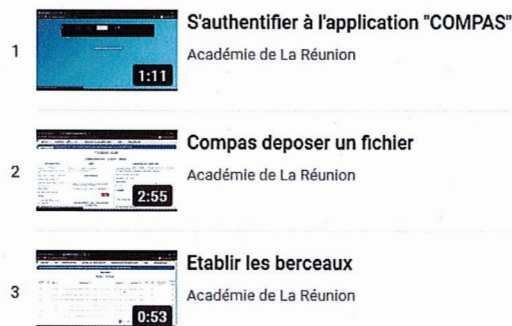 1
1:11
S'authentifier à l'application "COMPAS"
Académie de La Réunion
2
2:55
Compas deposer un fichier
Académie de La Réunion
3
0:53
Etablir les berceaux
Académie de La Réunion